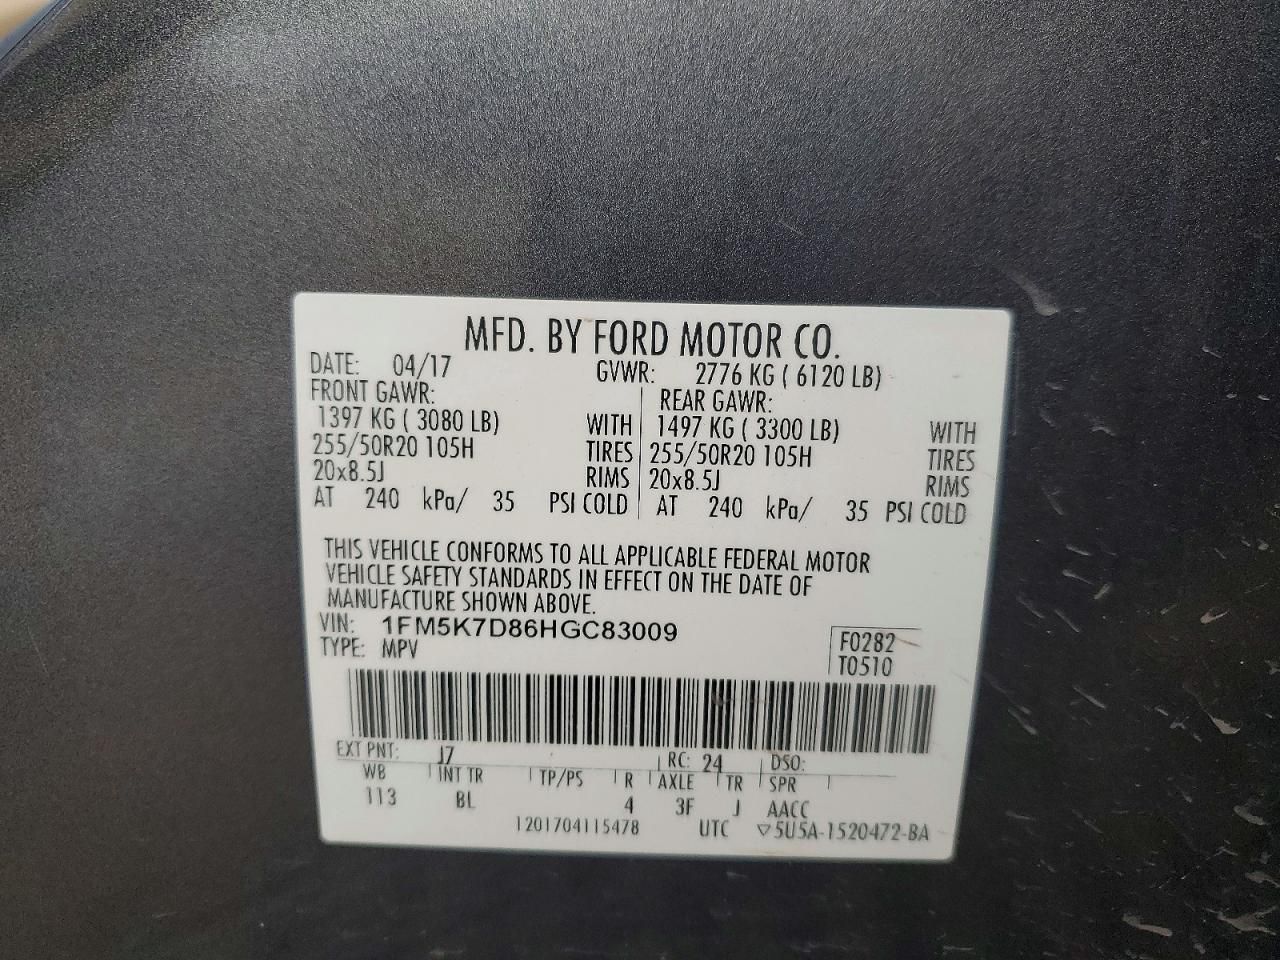 MFD. BY FORD MOTOR CO.
DATE: 04/17 GVWR: 2776 KG ( 6120 LB)
FRONT GAWR: REAR GAWR:
1397 KG ( 3080 LB) WITH 1497 KG ( 3300 LB) WITH
255/50R20 105H TIRES 255/50R20 105H TIRES
20x8.5J RIMS 20x8.5J RIMS
AT 240 kPa/ 35 PSI COLD AT 240 kPa/ 35 PSI COLD
THIS VEHICLE CONFORMS TO ALL APPLICABLE FEDERAL MOTOR
VEHICLE SAFETY STANDARDS IN EFFECT ON THE DATE OF
MANUFACTURE SHOWN ABOVE.
VIN: 1FM5K7D86HGC83009
TYPE: MPV
F0282
T0510
EXT PNT: J7 RC: 24 DSO:
WB INT TR TP/PS R AXLE TR SPR
113 BL 4 3F J AACC
1201704115478 UTC ▽5U5A-1520472-BA